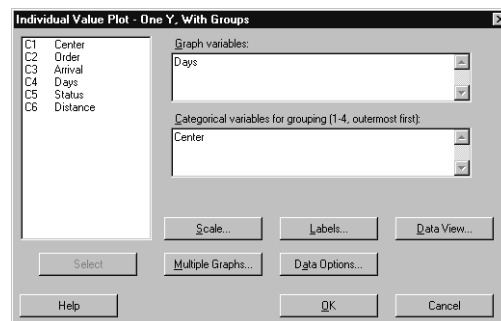 Individual Value Plot - One Y, With Groups
C1 Center
C2 Order
C3 Arrival
C4 Days
C5 Status
C6 Distance
Graph variables:
Days
Categorical variables for grouping (1-4, outermost first):
Center
Scale... Labels... Data View...
Select Multiple Graphs... Data Options...
Help OK Cancel